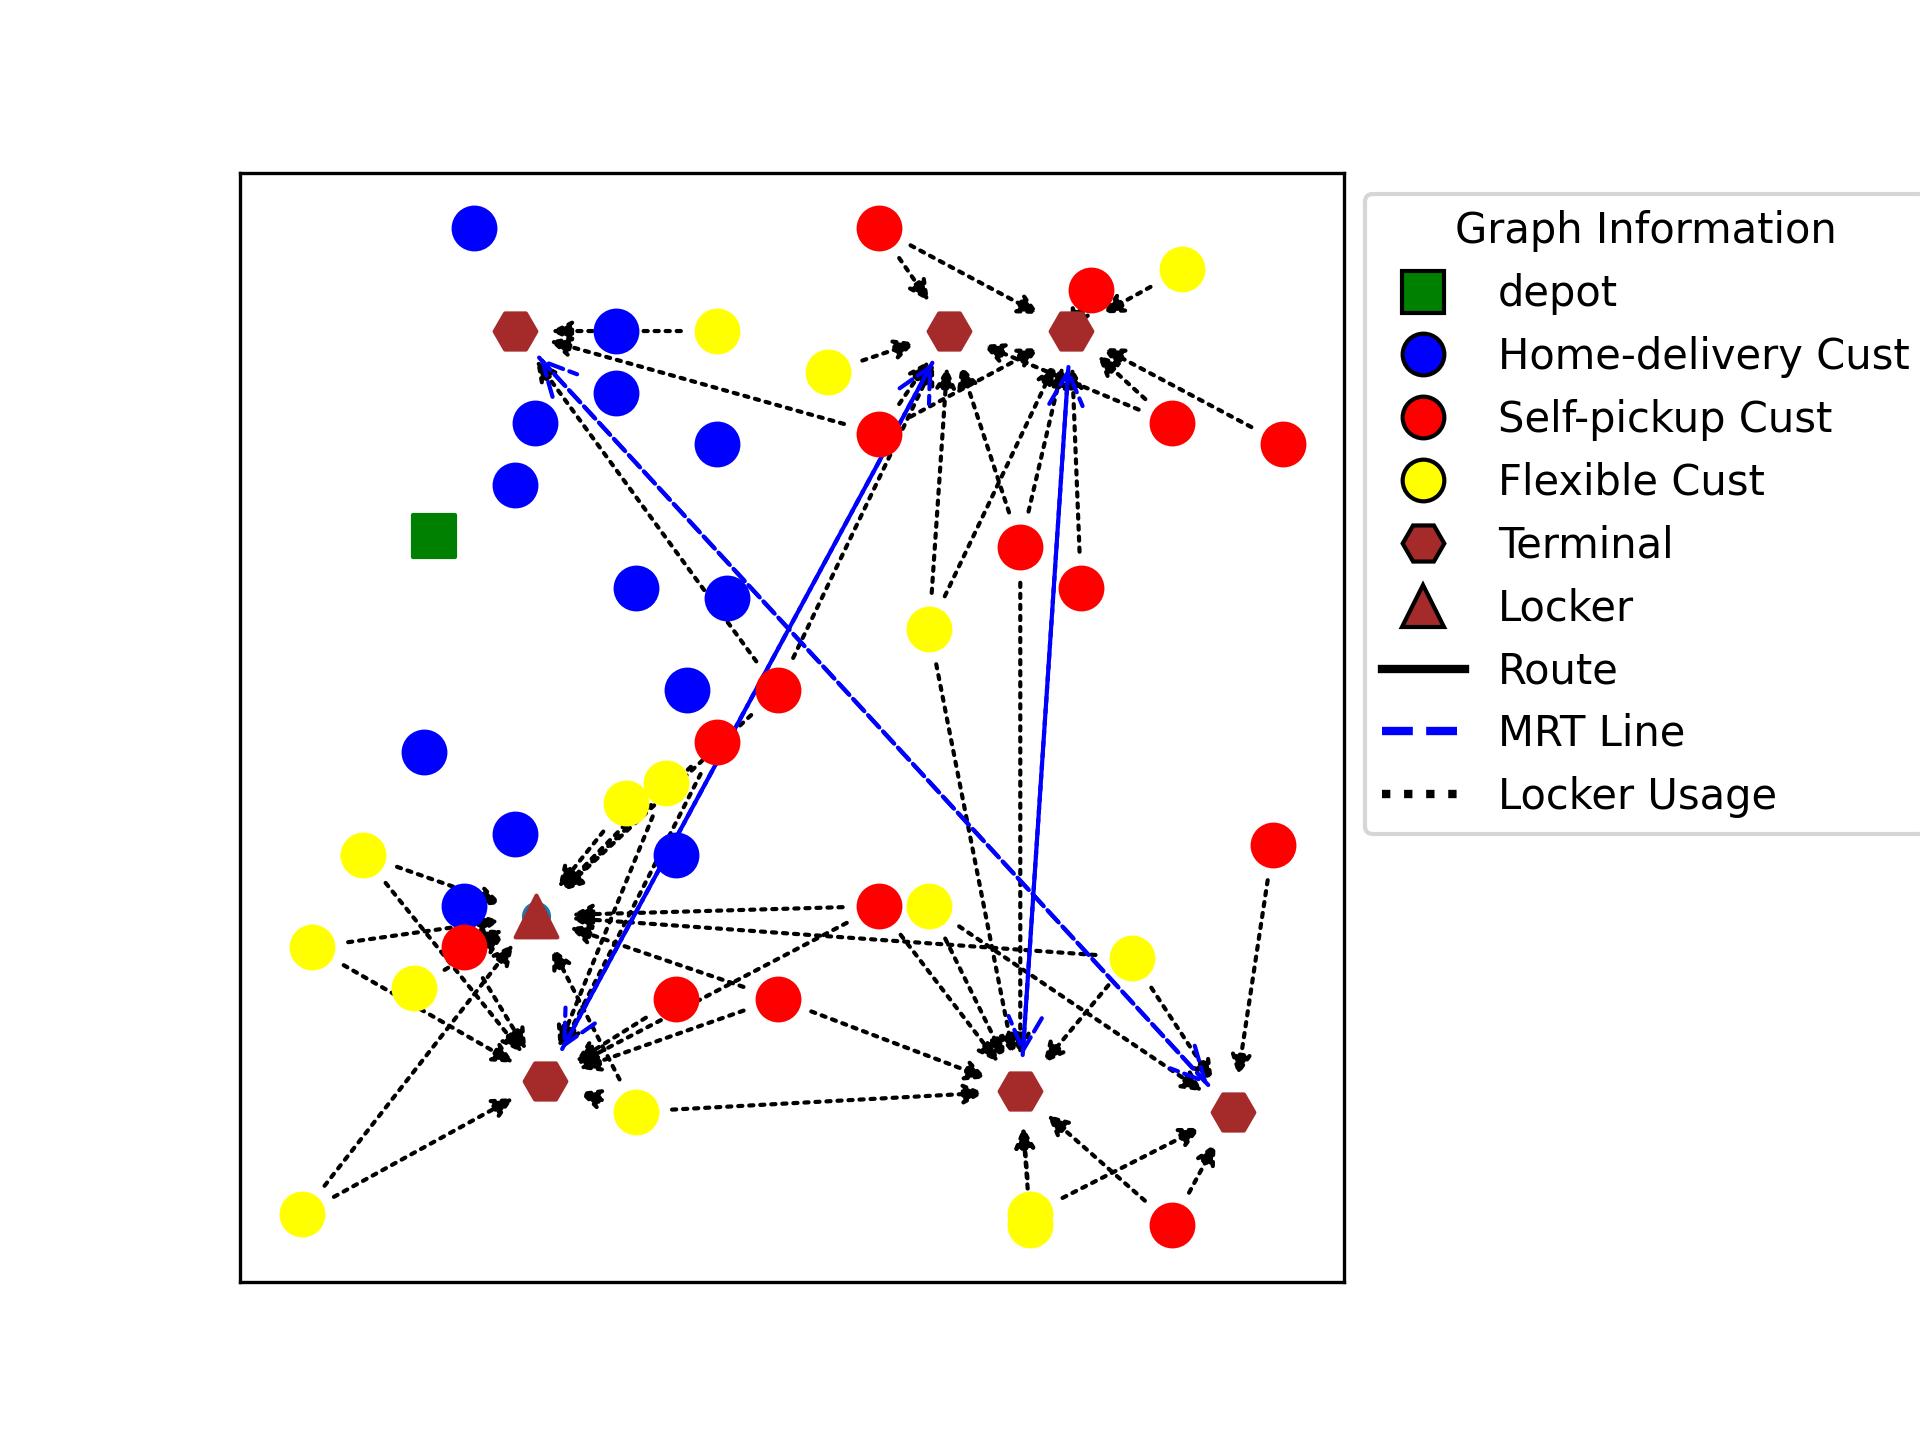 Graph Information
depot
Home-delivery Cust
Self-pickup Cust
Flexible Cust
Terminal
Locker
Route
MRT Line
Locker Usage